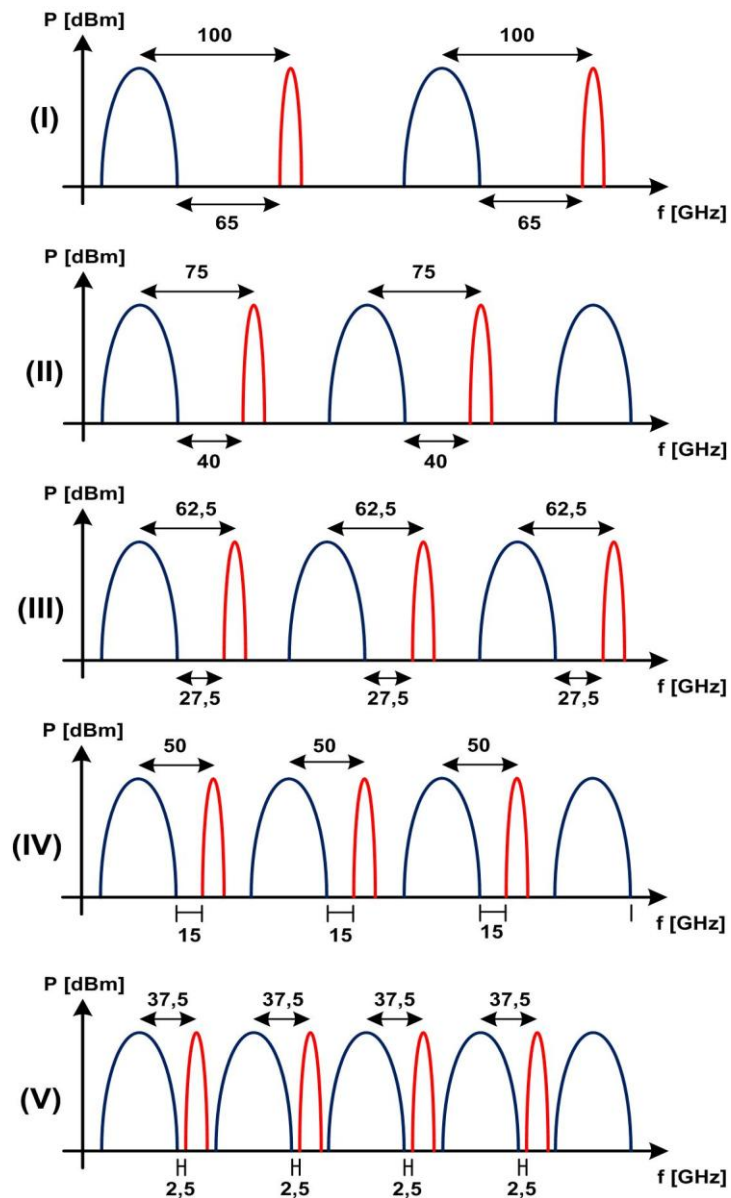 P [dBm]
100 100
(I)
65 65
f [GHz]
P [dBm]
75 75
(II)
40 40
f [GHz]
P [dBm]
62,5 62,5 62,5
(III)
27,5 27,5 27,5
f [GHz]
P [dBm]
50 50 50
(IV)
15 15 15
f [GHz]
P [dBm]
37,5 37,5 37,5 37,5
(V)
2,5 2,5 2,5 2,5
f [GHz]